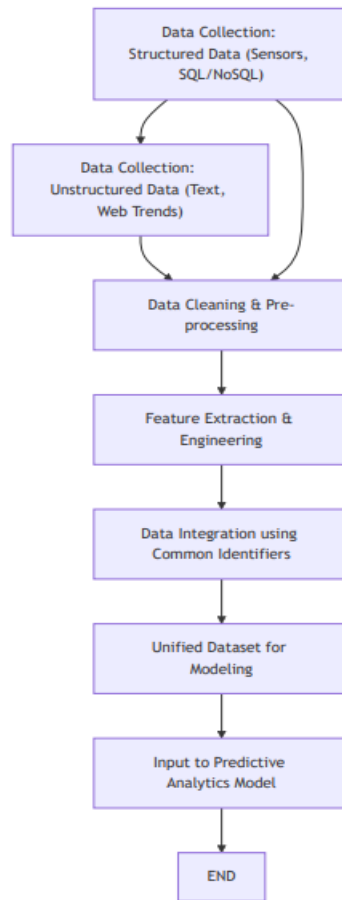 Data Collection:
Structured Data (Sensors,
SQL/NoSQL)
Data Collection:
Unstructured Data (Text,
Web Trends)
Data Cleaning & Pre-
processing
Feature Extraction &
Engineering
Data Integration using
Common Identifiers
Unified Dataset for
Modeling
Input to Predictive
Analytics Model
END